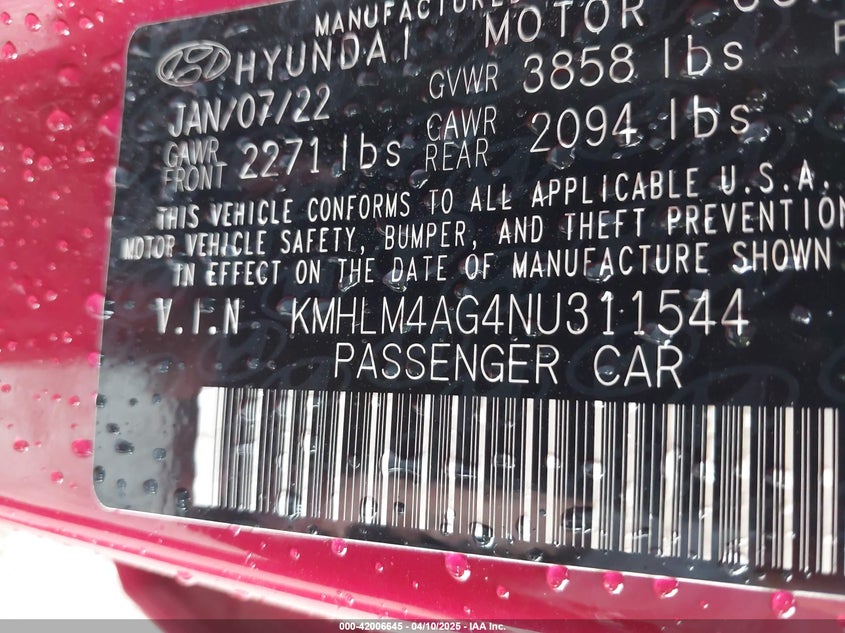 MANUFACTURED
HYUNDAI MOTOR
JAN/07/22 GVWR 3858 lbs
GAWR FRONT 2271 lbs GAWR REAR 2094 lbs
THIS VEHICLE CONFORMS TO ALL APPLICABLE U.S.A.
MOTOR VEHICLE SAFETY, BUMPER, AND THEFT PREVENTION
IN EFFECT ON THE DATE OF MANUFACTURE SHOWN
V.I.N KMHLM4AG4NU311544
PASSENGER CAR
000-42006645 - 04/10/2025 - IAA Inc.